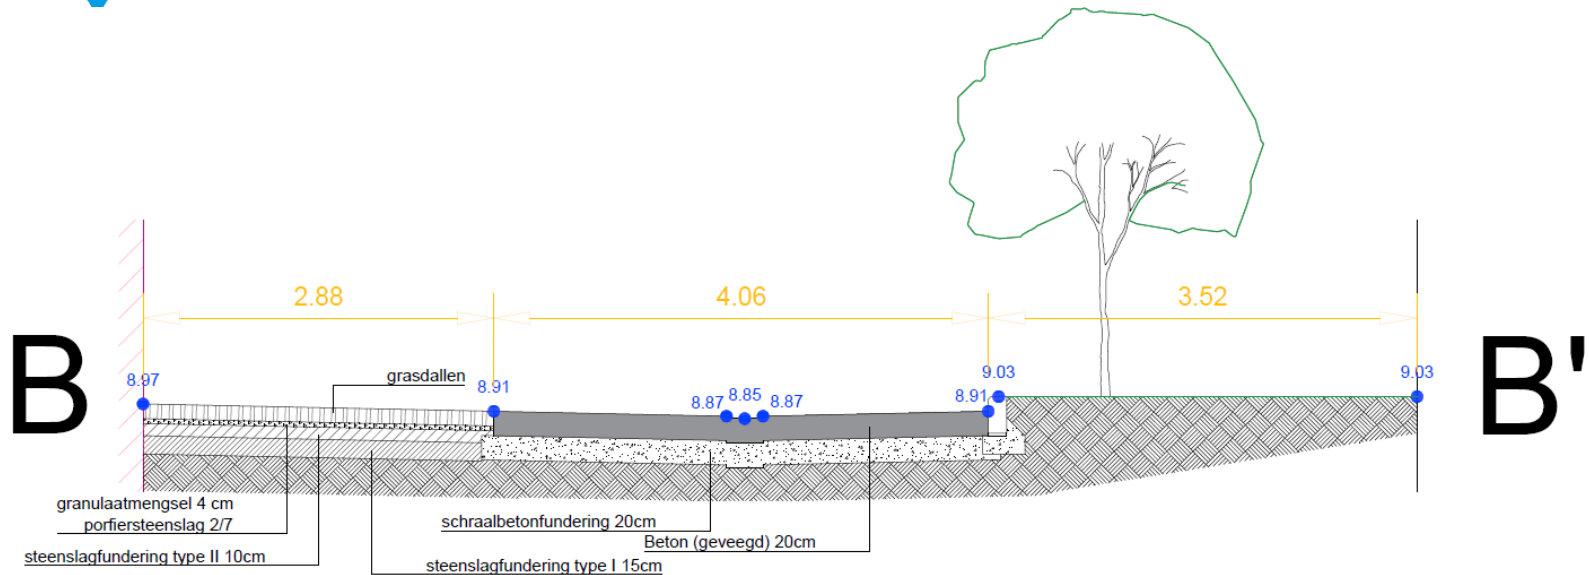 2.88
4.06
3.52
B
B'
8.97
grasdallen
8.91
8.87
8.85
8.87
9.03
8.91
9.03
granulaatmengsel 4 cm
porfiersteenslag 2/7
steenslagfundering type II 10cm
schraalbetonfundering 20cm
Beton (geveegd) 20cm
steenslagfundering type I 15cm